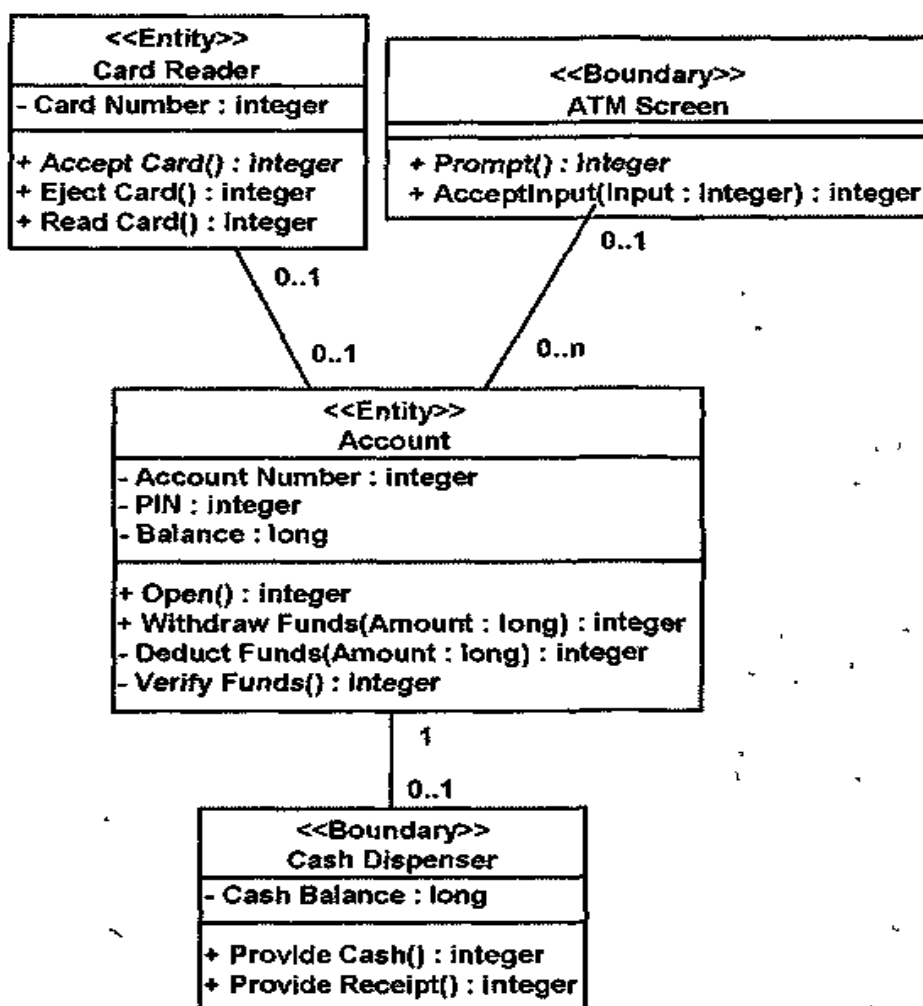 <<Entity>>
Card Reader
- Card Number : integer
+ Accept Card() : integer
+ Eject Card() : integer
+ Read Card() : integer
<<Boundary>>
ATM Screen
+ Prompt() : integer
+ AcceptInput(Input : Integer) : integer
0..1
0..1
0..1
0..n
<<Entity>>
Account
- Account Number : integer
- PIN : integer
- Balance : long
+ Open() : integer
+ Withdraw Funds(Amount : long) : integer
- Deduct Funds(Amount : long) : integer
- Verify Funds() : integer
1
0..1
<<Boundary>>
Cash Dispenser
- Cash Balance : long
+ Provide Cash() : integer
+ Provide Receipt() : integer